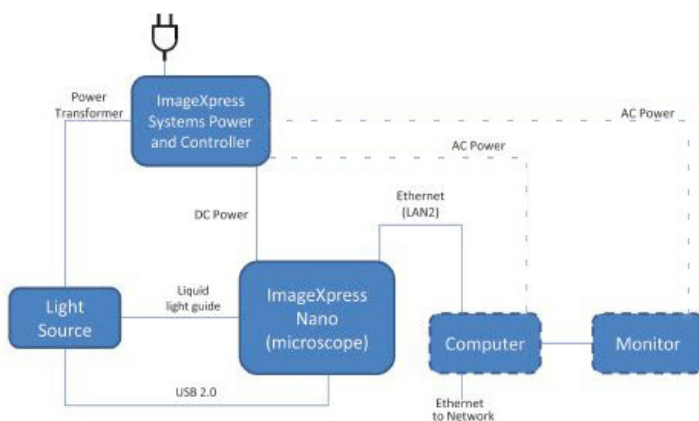 Power
Transformer
ImageXpress
Systems Power
and Controller
AC Power
AC Power
DC Power
Ethernet
(LAN2)
Light
Source
Liquid
light guide
ImageXpress
Nano
(microscope)
Computer
Monitor
USB 2.0
Ethernet
to Network